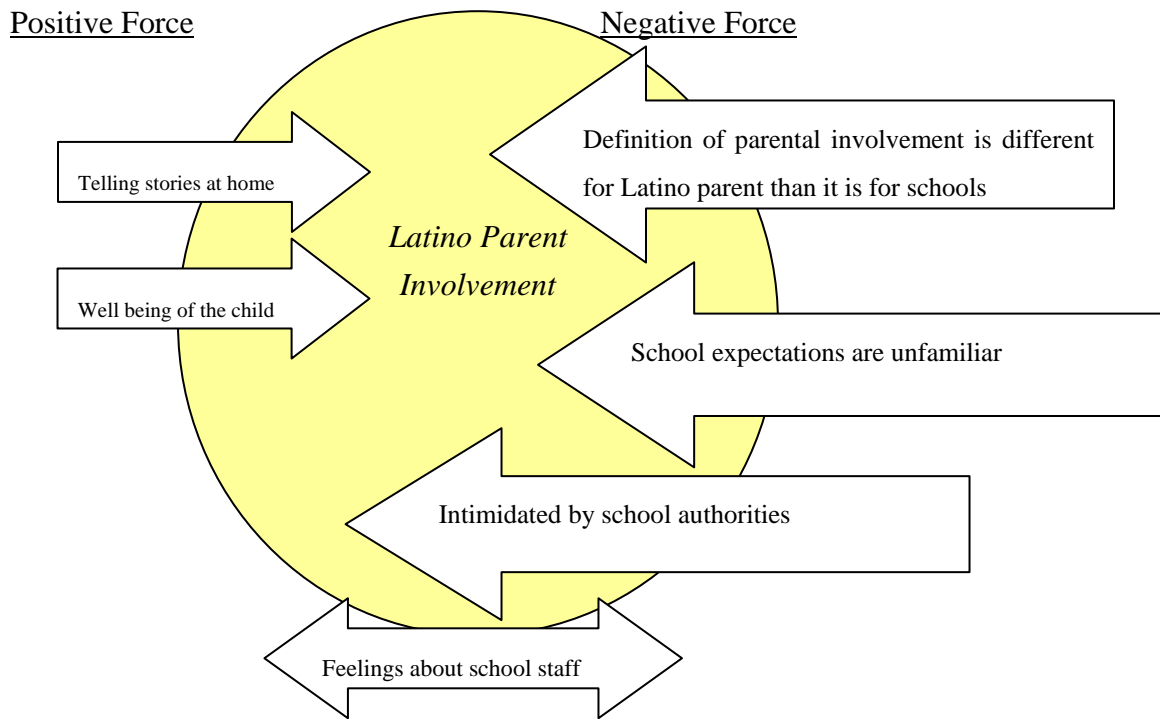 Positive Force
Negative Force
Definition of parental involvement is different
for Latino parent than it is for schools
Telling stories at home
Latino Parent
Involvement
Well being of the child
School expectations are unfamiliar
Intimidated by school authorities
Feelings about school staff